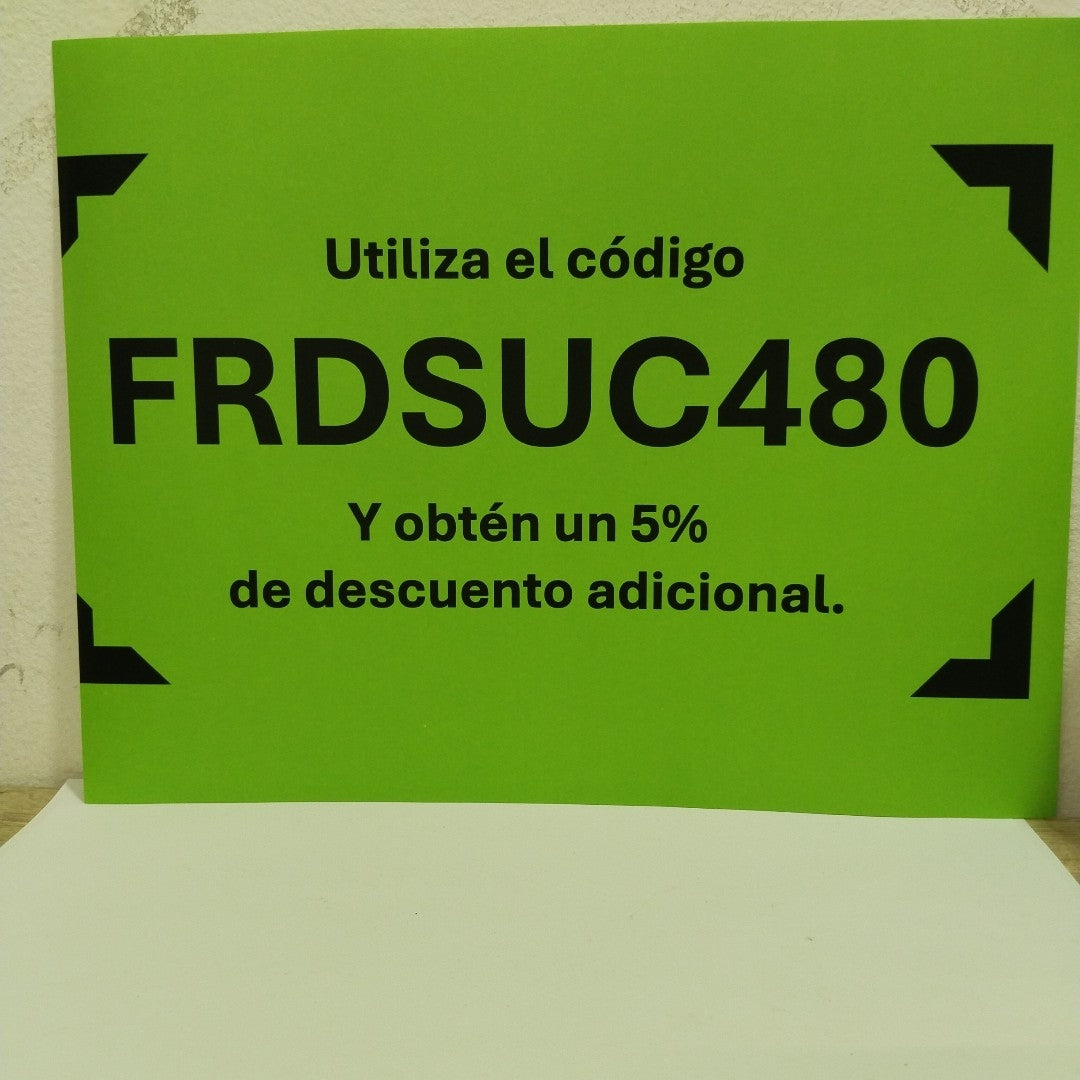 Utiliza el código
FRDSUC480
Y obtén un 5%
de descuento adicional.